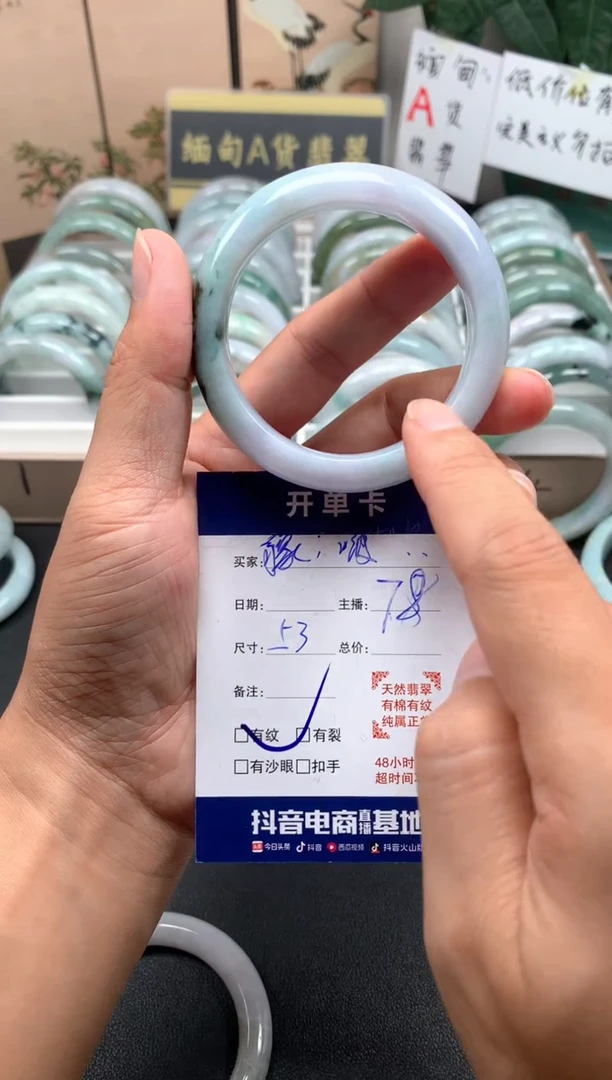 缅甸
A货
翡翠
低价位
缅甸A货翡翠
开单卡
买家:
日期: 主播: 78
尺寸: 53 总价:
备注:
天然翡翠
有棉有纹
纯属正
□有纹 □有裂
□有沙眼□扣手
48小时
超时间
抖音电商直播基地
今日头条 抖音 西瓜视频 抖音火山